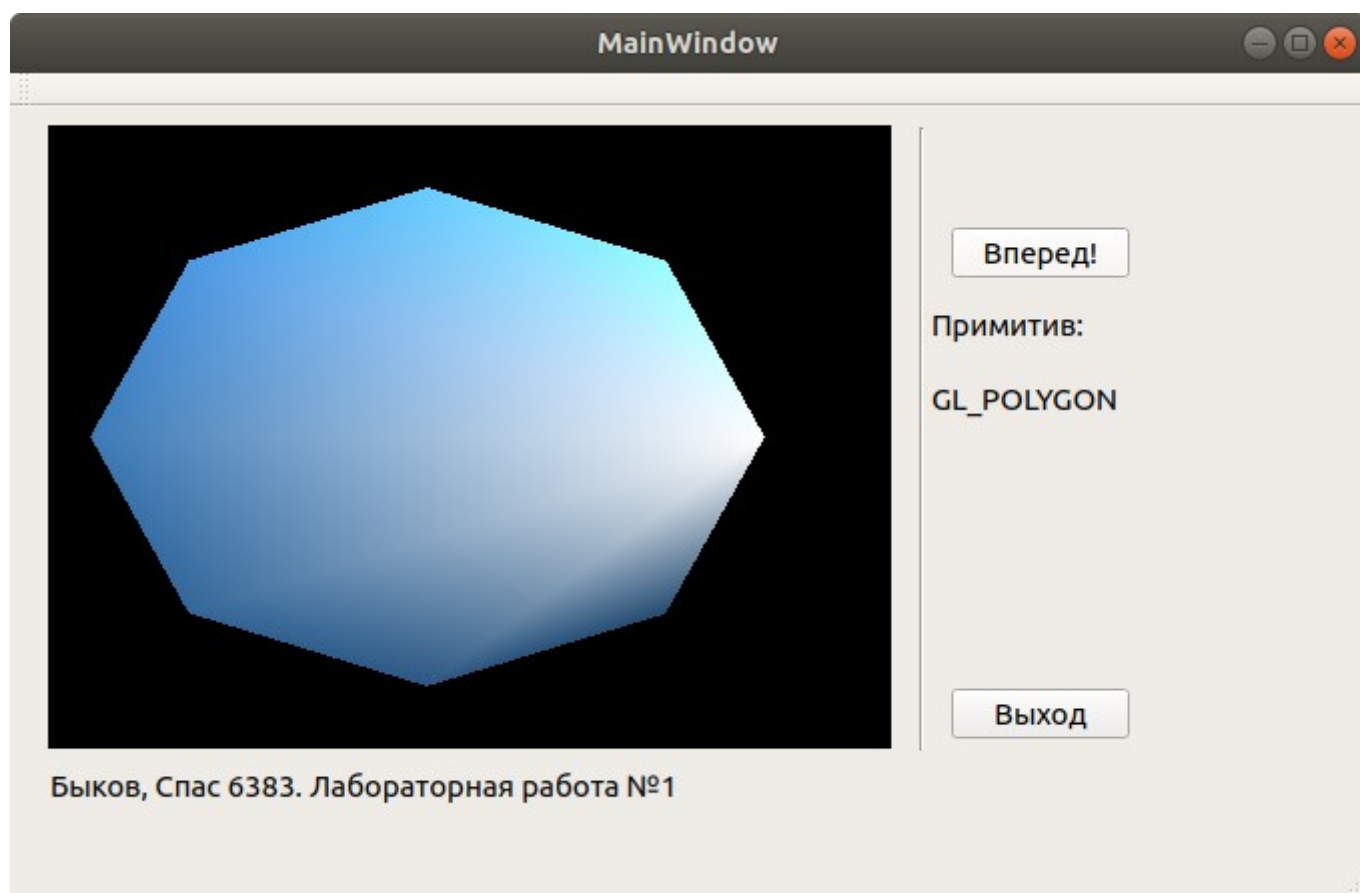 MainWindow
Вперед!
Примитив:
GL_POLYGON
Выход
Быков, Спас 6383. Лабораторная работа №1